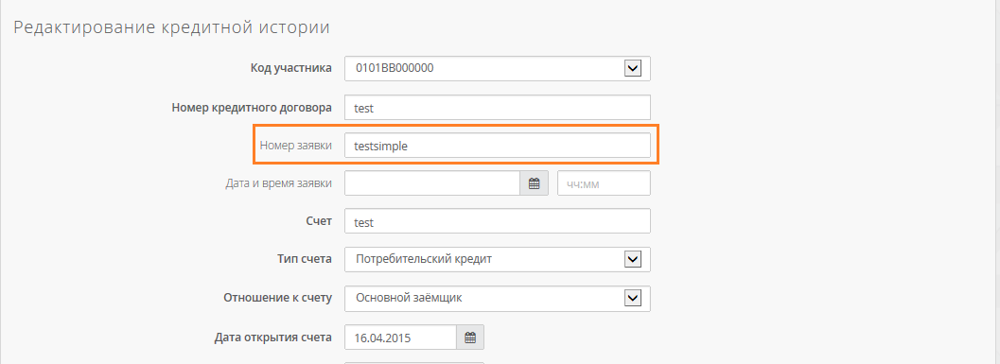 Редактирование кредитной истории
Код участника 0101BB000000
Номер кредитного договора test
Номер заявки testsimple
Дата и время заявки чч:мм
Счет test
Тип счета Потребительский кредит
Отношение к счету Основной заёмщик
Дата открытия счета 16.04.2015